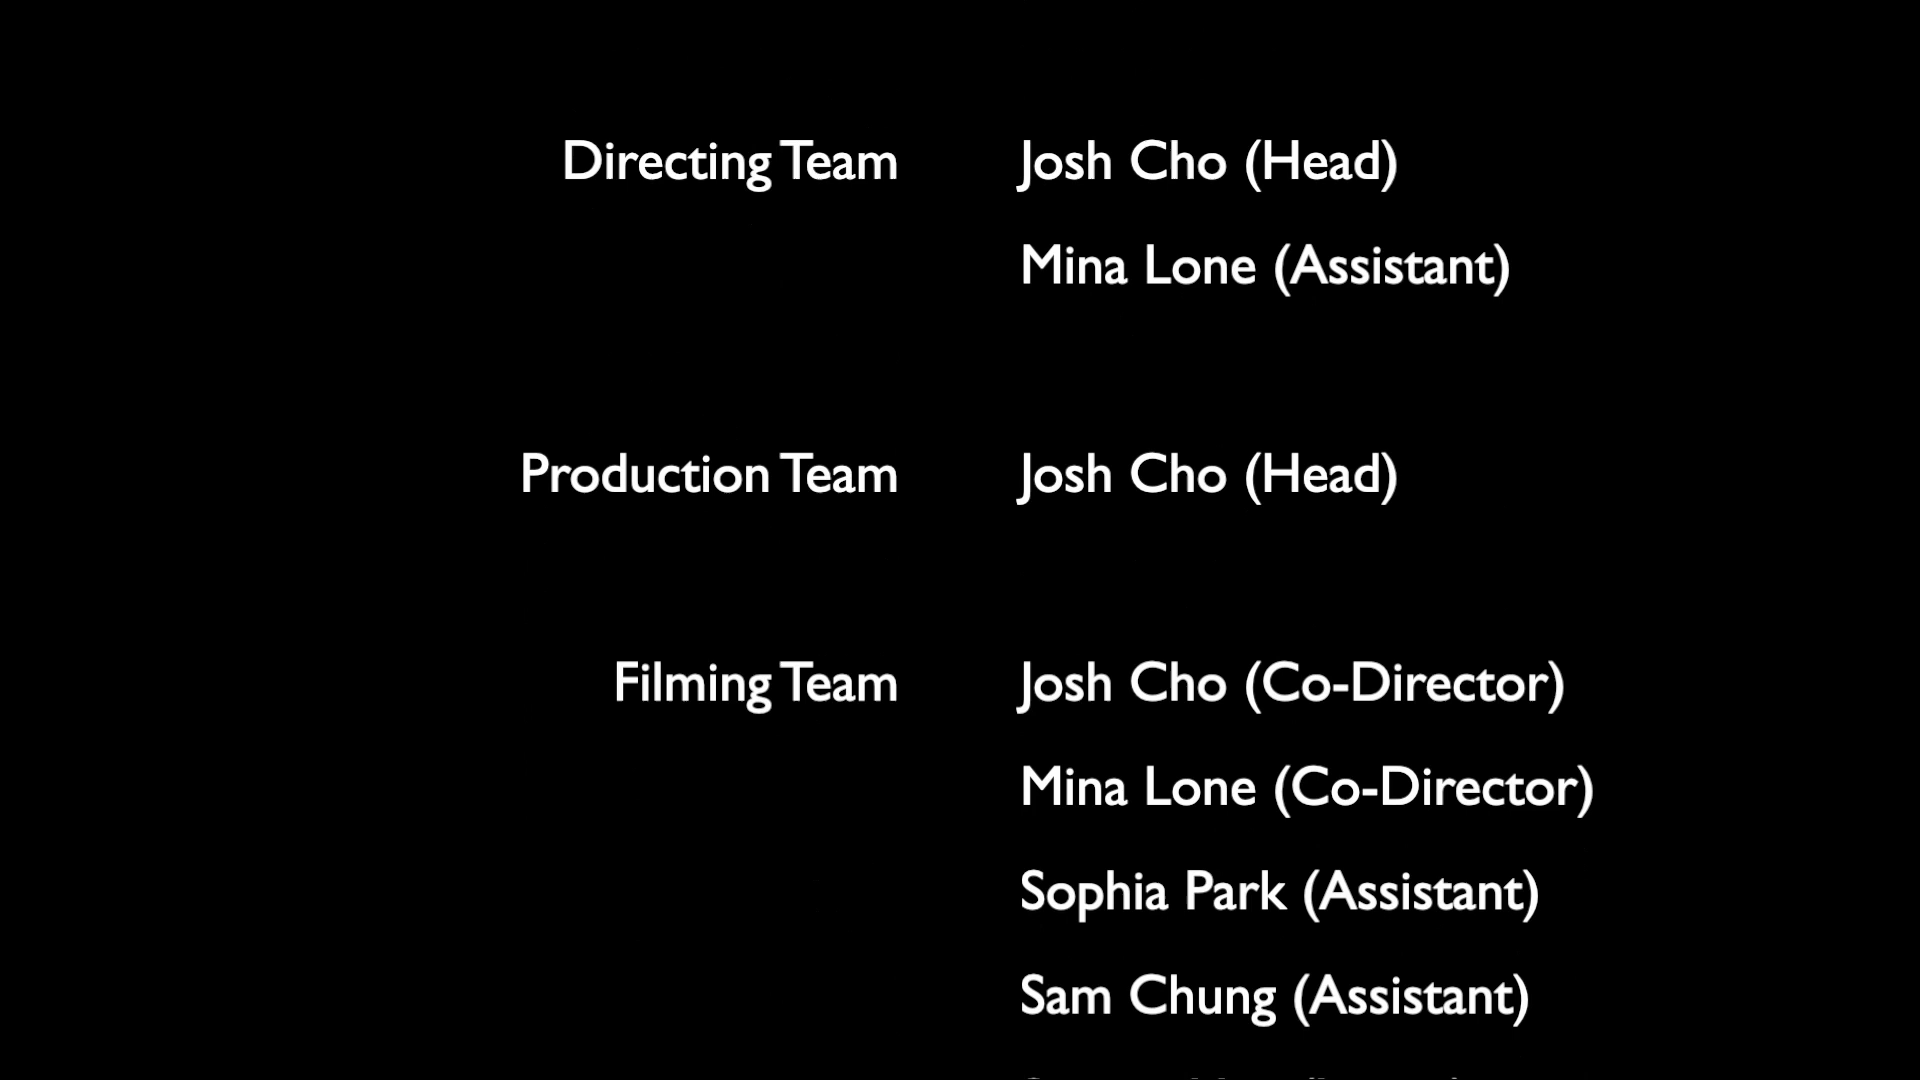 Directing Team Josh Cho (Head)
Mina Lone (Assistant)
Production Team Josh Cho (Head)
Filming Team Josh Cho (Co-Director)
Mina Lone (Co-Director)
Sophia Park (Assistant)
Sam Chung (Assistant)